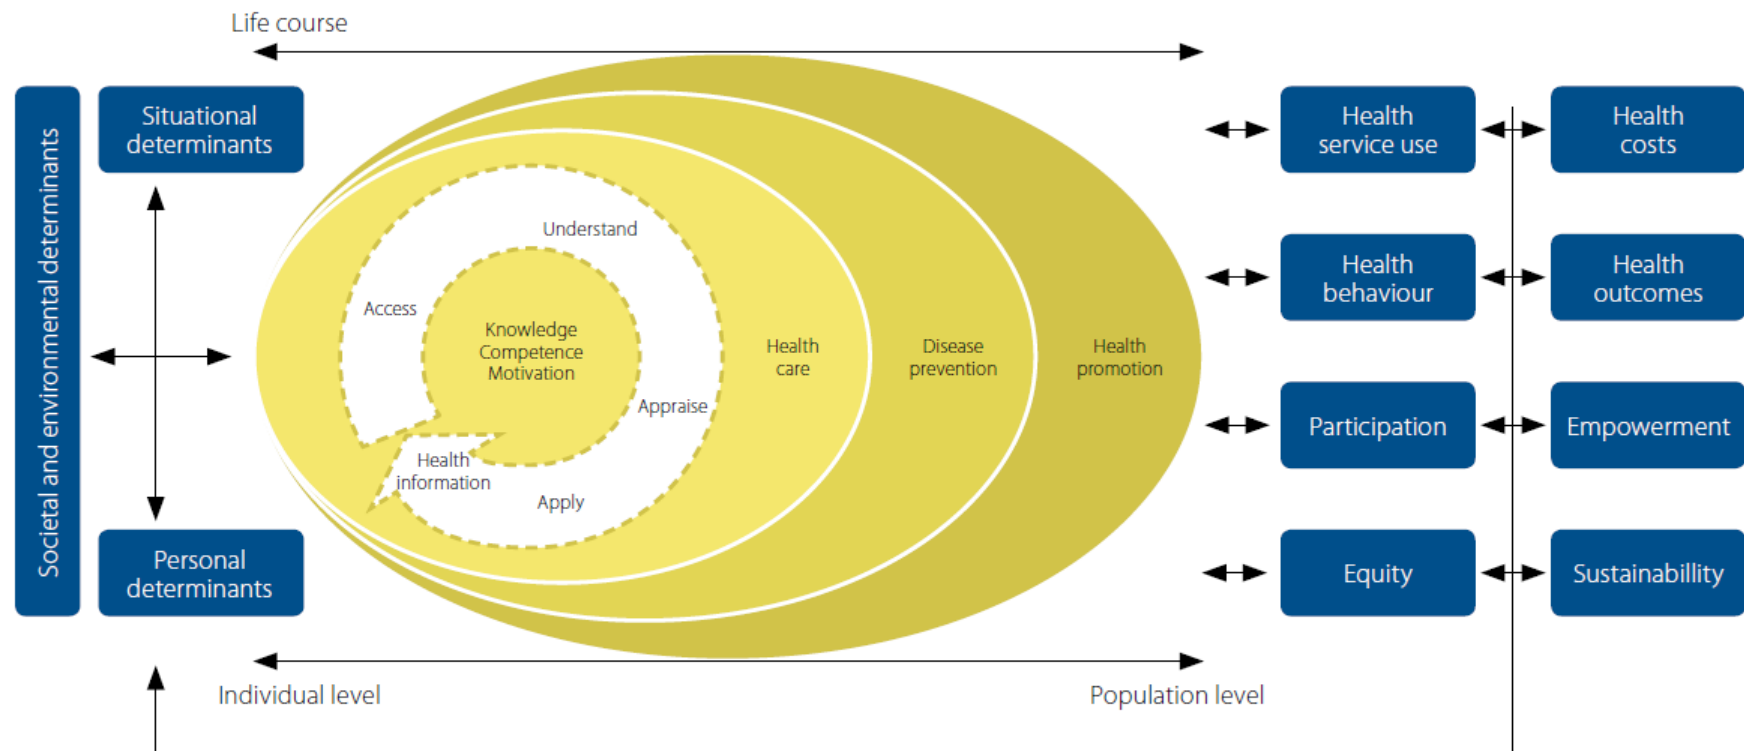 Life course
Societal and environmental determinants
Situational
determinants
Personal
determinants
Understand
Access
Knowledge
Competence
Motivation
Appraise
Health
information
Apply
Health
care
Disease
prevention
Health
promotion
Individual level
Population level
Health
service use
Health
costs
Health
behaviour
Health
outcomes
Participation
Empowerment
Equity
Sustainabillity